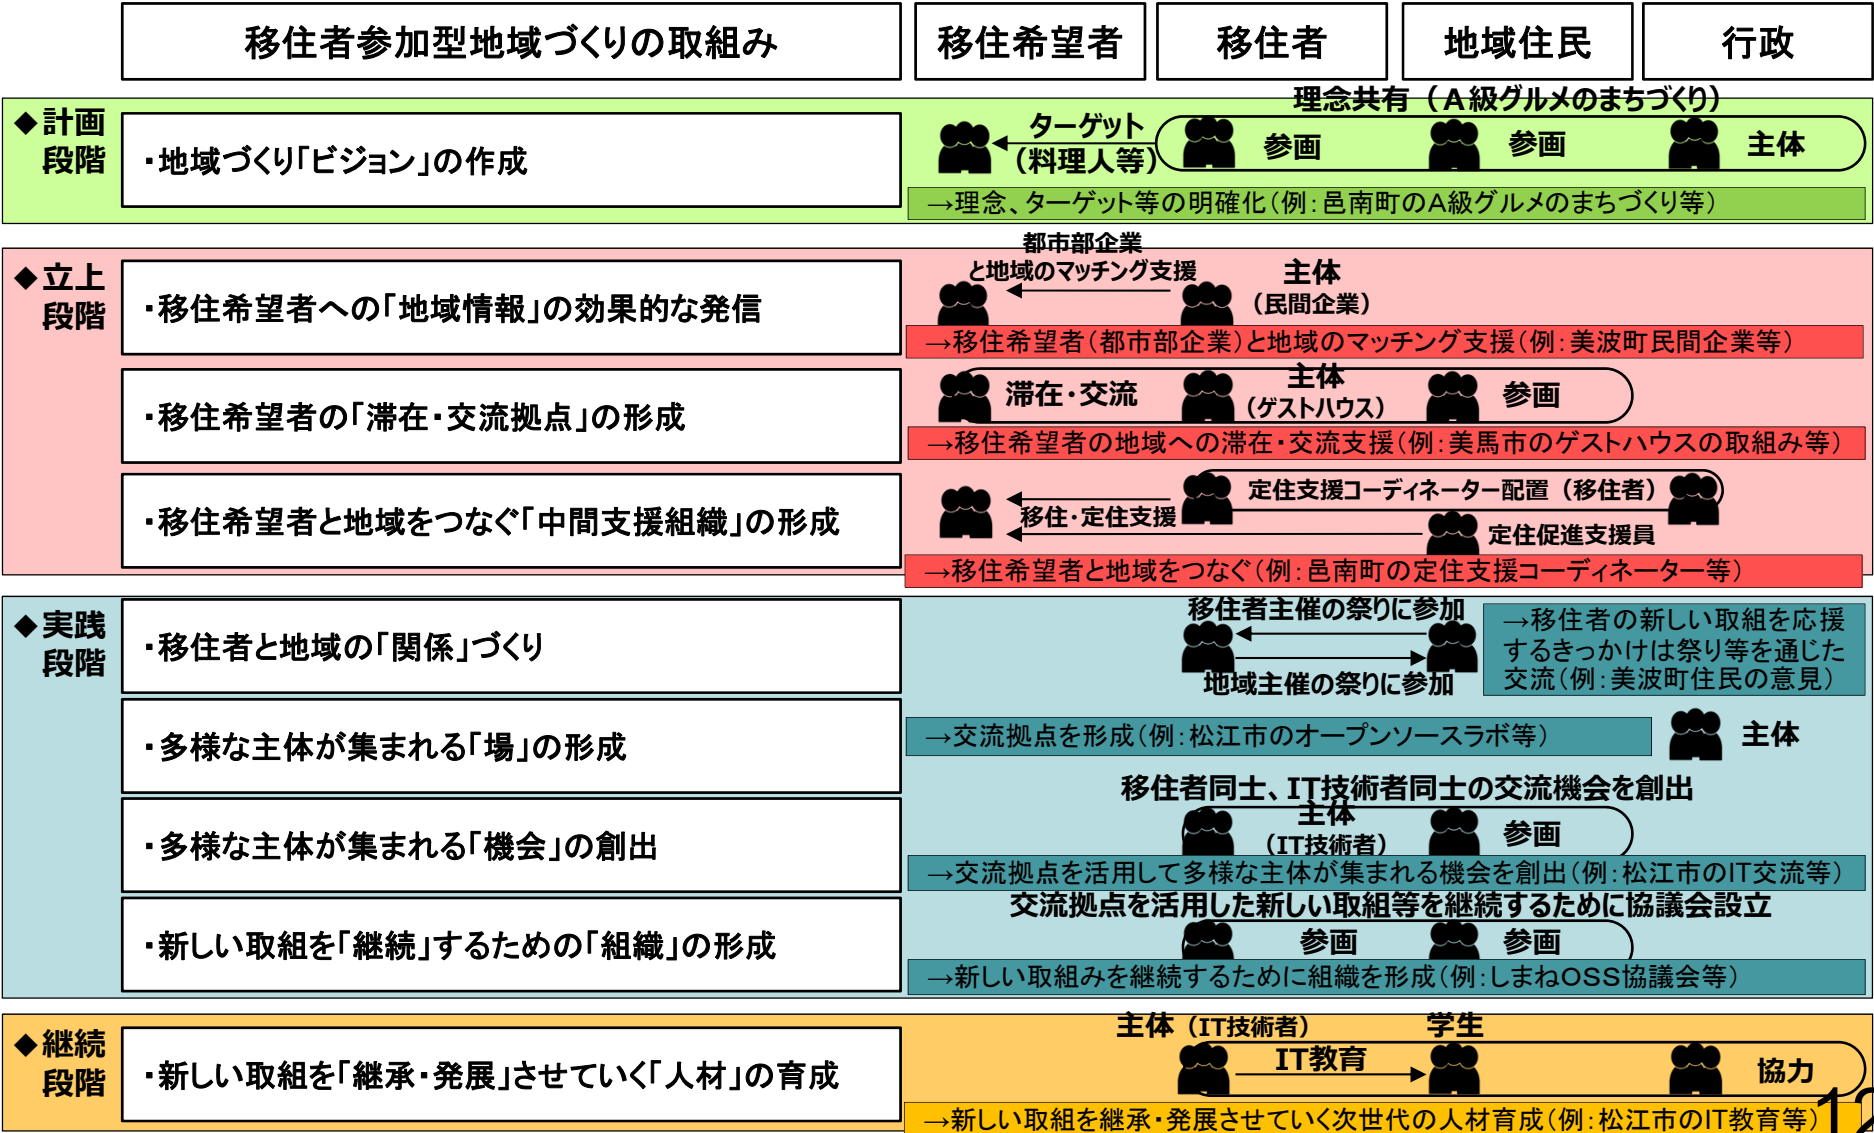 移住者参加型地域づくりの取組み
移住希望者
移住者
地域住民
行政
◆計画
段階
・地域づくり「ビジョン」の作成
理念共有（A級グルメのまちづくり）
ターゲット
（料理人等）
参画
参画
主体
→理念、ターゲット等の明確化（例：邑南町のA級グルメのまちづくり等）
◆立上
段階
・移住希望者への「地域情報」の効果的な発信
都市部企業
と地域のマッチング支援
主体
（民間企業）
→移住希望者（都市部企業）と地域のマッチング支援（例：美波町民間企業等）
・移住希望者の「滞在・交流拠点」の形成
滞在・交流
主体
（ゲストハウス）
参画
→移住希望者の地域への滞在・交流支援（例：美馬市のゲストハウスの取組み等）
・移住希望者と地域をつなぐ「中間支援組織」の形成
定住支援コーディネーター配置（移住者）
移住・定住支援
定住促進支援員
→移住希望者と地域をつなぐ（例：邑南町の定住支援コーディネーター等）
◆実践
段階
・移住者と地域の「関係」づくり
移住者主催の祭りに参加
地域主催の祭りに参加
→移住者の新しい取組を応援
するきっかけは祭り等を通じた
交流（例：美波町住民の意見）
・多様な主体が集まれる「場」の形成
→交流拠点を形成（例：松江市のオープンソースラボ等）
主体
・多様な主体が集まれる「機会」の創出
移住者同士、IT技術者同士の交流機会を創出
主体
（IT技術者）
参画
→交流拠点を活用して多様な主体が集まれる機会を創出（例：松江市のIT交流等）
・新しい取組を「継続」するための「組織」の形成
交流拠点を活用した新しい取組等を継続するために協議会設立
参画
参画
→新しい取組みを継続するために組織を形成（例：しまねOSS協議会等）
◆継続
段階
・新しい取組を「継承・発展」させていく「人材」の育成
主体（IT技術者）
学生
IT教育
協力
→新しい取組を継承・発展させていく次世代の人材育成（例：松江市のIT教育等）
12